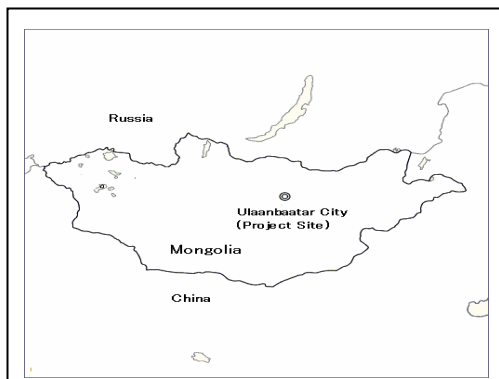 Russia
Ulaanbaatar City
(Project Site)
Mongolia
China